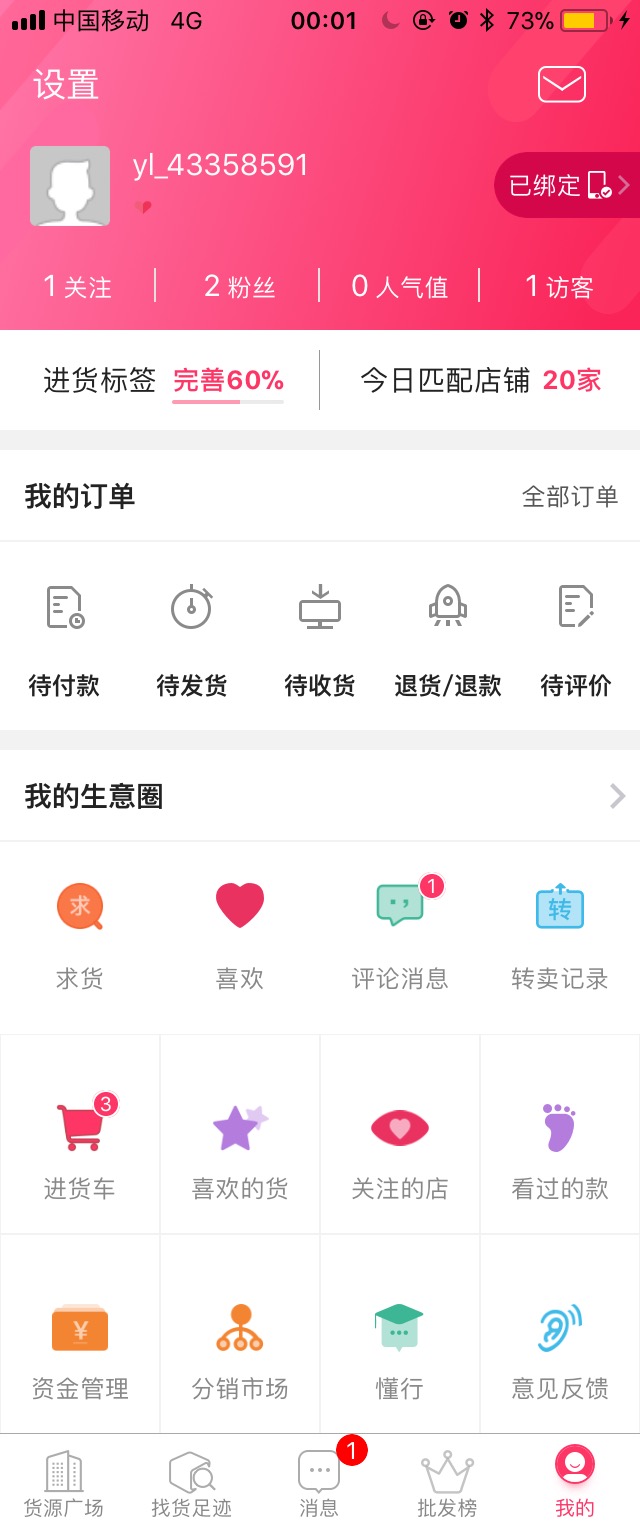 中国移动 4G 00:01 73%
设置
yl_43358591
已绑定
1 关注 2 粉丝 0 人气值 1 访客
进货标签 完善60% 今日匹配店铺 20家
我的订单 全部订单
待付款 待发货 待收货 退货/退款 待评价
我的生意圈
求 1 转
求货 喜欢 评论消息 转卖记录
3
进货车 喜欢的货 关注的店 看过的款
¥
资金管理 分销市场 懂行 意见反馈
1
货源广场 找货足迹 消息 批发榜 我的